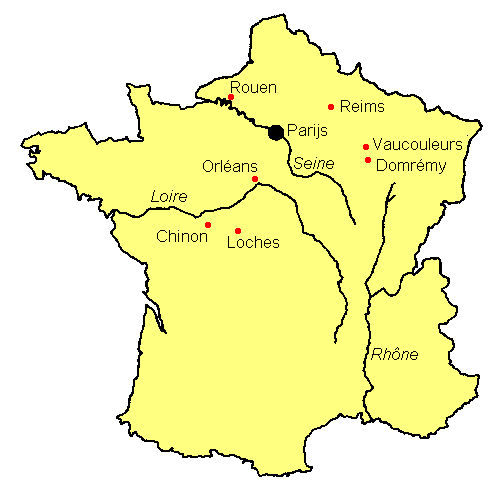 Rouen
Reims
Parijs
Vaucouleurs
Seine
Domrémy
Orléans
Loire
Chinon
Loches
Rhône